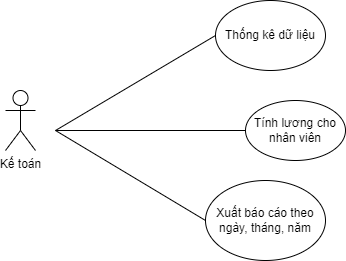 Thống kê dữ liệu
Tính lương cho
nhân viên
Kế toán
Xuất báo cáo theo
ngày, tháng, năm